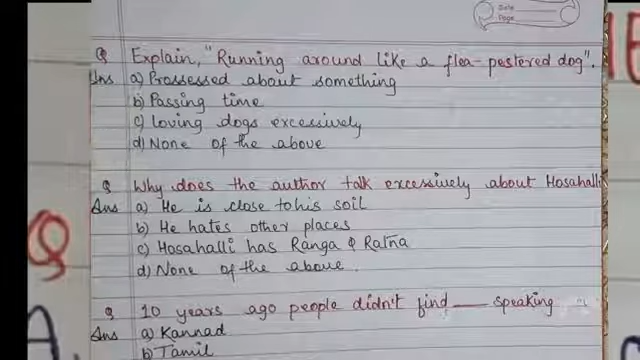 Date
Page
Q Explain, "Running around like a flea-pestered dog".
Ans a) Prossessed about something
b) Passing time
c) Loving dogs excessively
d) None of the above
Q Why does the author talk excessively about Hosahalli
Ans a) He is close to his soil
b) He hates other places
c) Hosahalli has Ranga & Ratna
d) None of the above.
Q 10 years ago people didn't find ___ speaking
Ans a) Kannad
b) Tamil
Q
A.